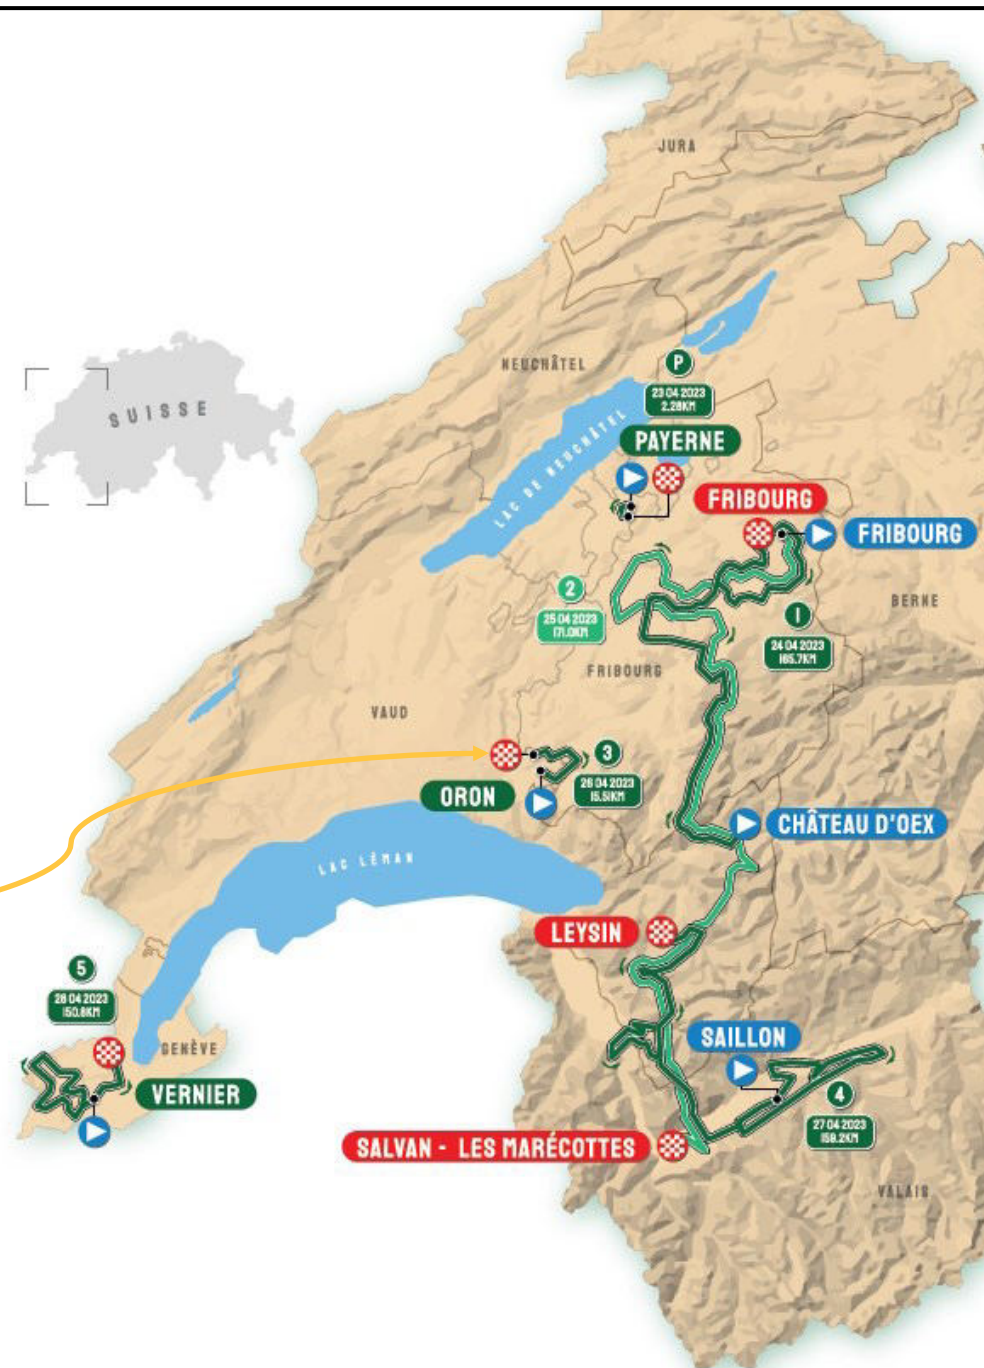 JURA
NEUCHÂTEL
P
23 04 2023
2.28KM
SUISSE
LAC DE NEUCHÂTEL
PAYERNE
FRIBOURG
FRIBOURG
2
25 04 2023
171.0KM
BERNE
1
24 04 2023
165.7KM
FRIBOURG
VAUD
3
26 04 2023
15.51KM
ORON
CHÂTEAU D'OEX
LAC LÉMAN
LEYSIN
5
28 04 2023
150.8KM
GENÈVE
SAILLON
VERNIER
4
27 04 2023
159.2KM
SALVAN - LES MARÉCOTTES
VALAIS